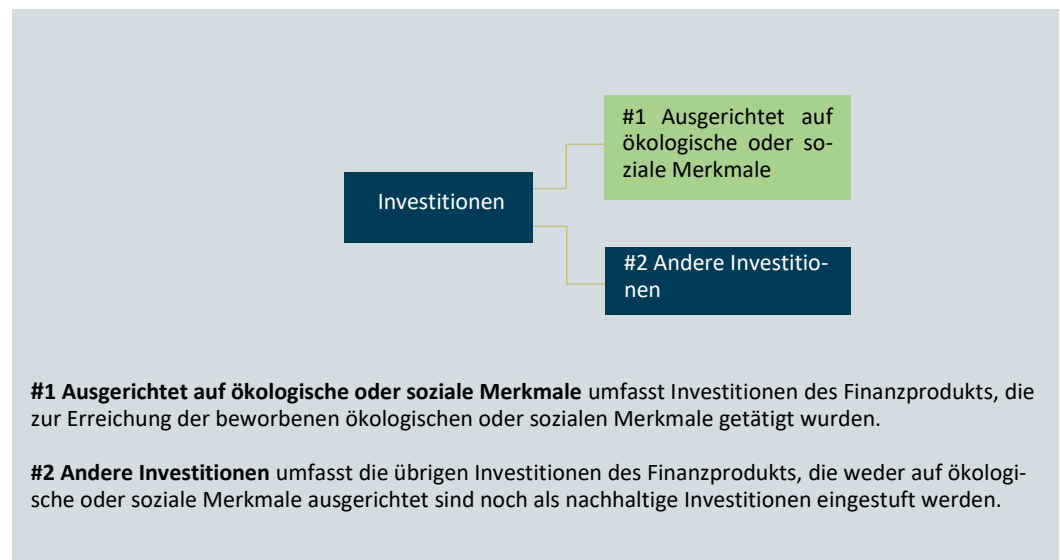 #1 Ausgerichtet auf
ökologische oder so-
ziale Merkmale
Investitionen
#2 Andere Investitio-
nen
#1 Ausgerichtet auf ökologische oder soziale Merkmale umfasst Investitionen des Finanzprodukts, die
zur Erreichung der beworbenen ökologischen oder sozialen Merkmale getätigt wurden.
#2 Andere Investitionen umfasst die übrigen Investitionen des Finanzprodukts, die weder auf ökologi-
sche oder soziale Merkmale ausgerichtet sind noch als nachhaltige Investitionen eingestuft werden.